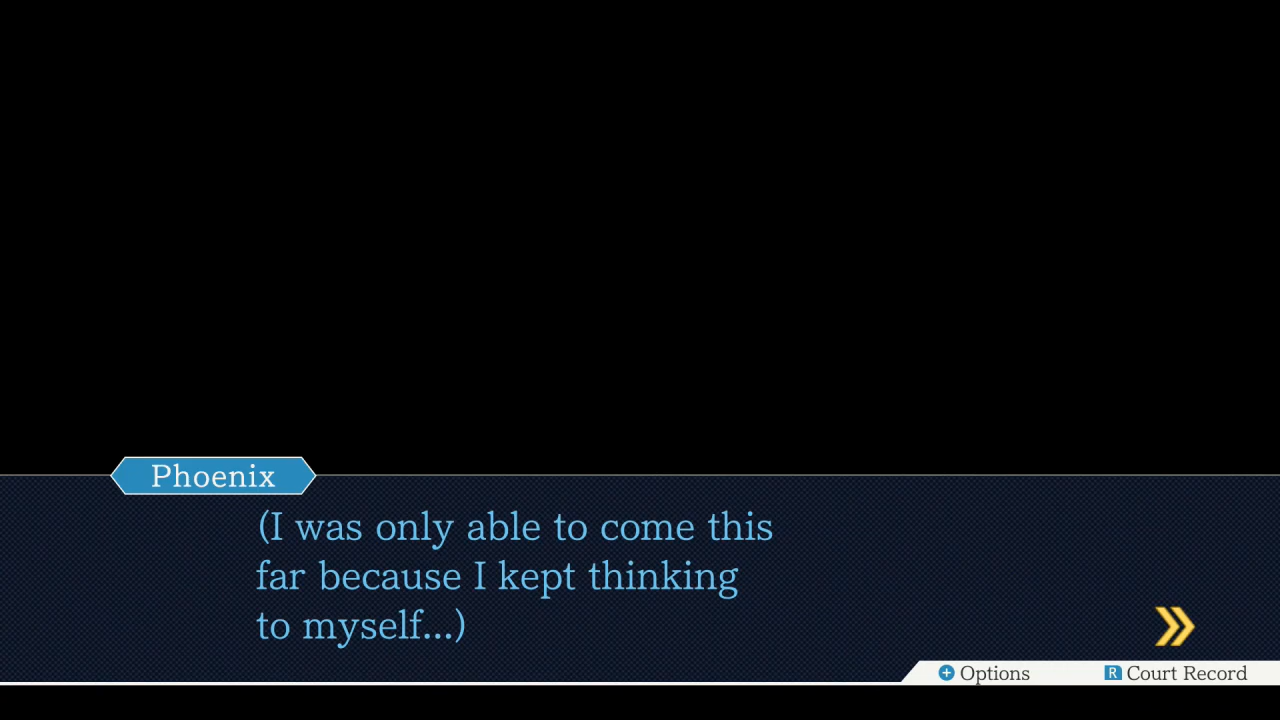 Phoenix
(I was only able to come this
far because I kept thinking
to myself...)
+ Options
R Court Record